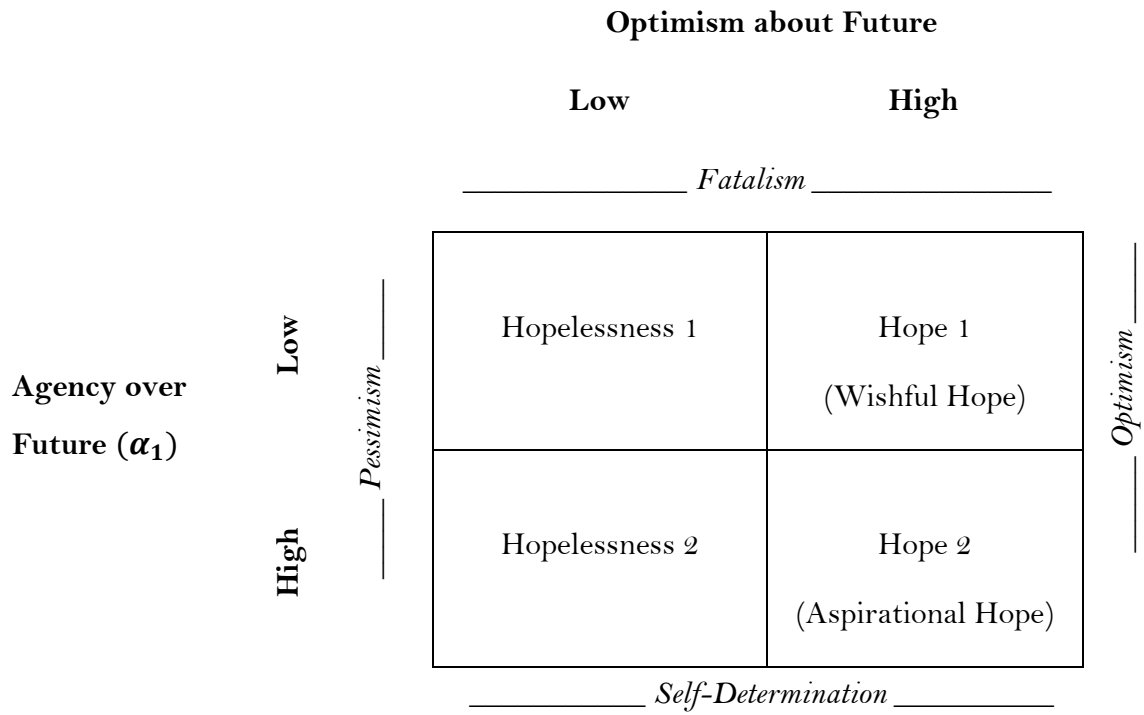 Optimism about Future
Low High
Fatalism
Low
Hopelessness 1 Hope 1
(Wishful Hope)
Agency over
Future (α₁)
Pessimism
Optimism
High
Hopelessness 2 Hope 2
(Aspirational Hope)
Self-Determination